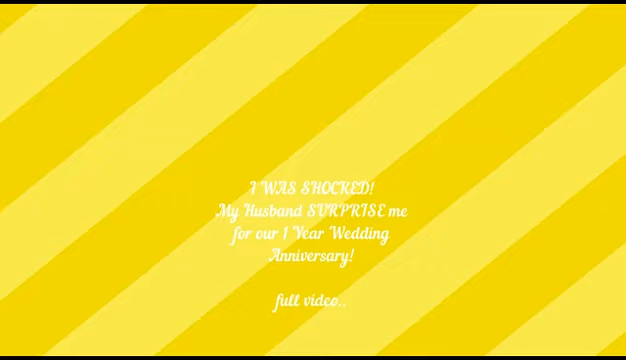 I WAS SHOCKED!
My Husband SURPRISE me
for our 1 Year Wedding
Anniversary!
full video..